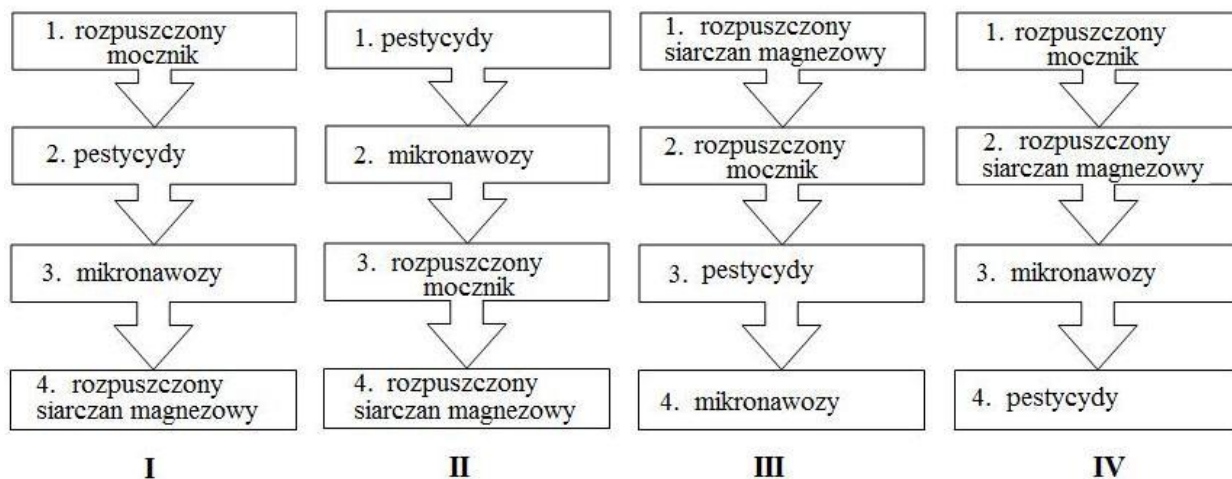 1. rozpuszczony
mocznik
2. pestycydy
3. mikronawozy
4. rozpuszczony
siarczan magnezowy
I
1. pestycydy
2. mikronawozy
3. rozpuszczony
mocznik
4. rozpuszczony
siarczan magnezowy
II
1. rozpuszczony
siarczan magnezowy
2. rozpuszczony
mocznik
3. pestycydy
4. mikronawozy
III
1. rozpuszczony
mocznik
2. rozpuszczony
siarczan magnezowy
3. mikronawozy
4. pestycydy
IV